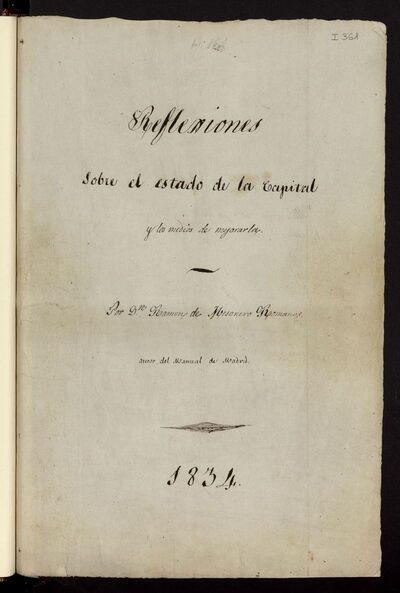 I 361
Reflexiones
Sobre el estado de la Capital
y los medios de mejorarla.
Por Dn. Ramon de Mesonero Romanos,
autor del Manual de Madrid.
1834.